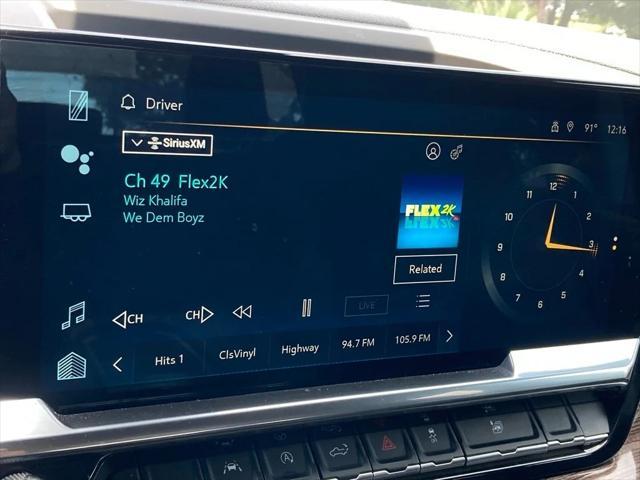 Driver
91° 12:16
SiriusXM
Ch 49 Flex2K
Wiz Khalifa
We Dem Boyz
FLEX 2K
Related
12
1
2
3
4
5
6
7
8
9
10
11
CH CH LIVE
Hits 1 ClsVinyl Highway 94.7 FM 105.9 FM